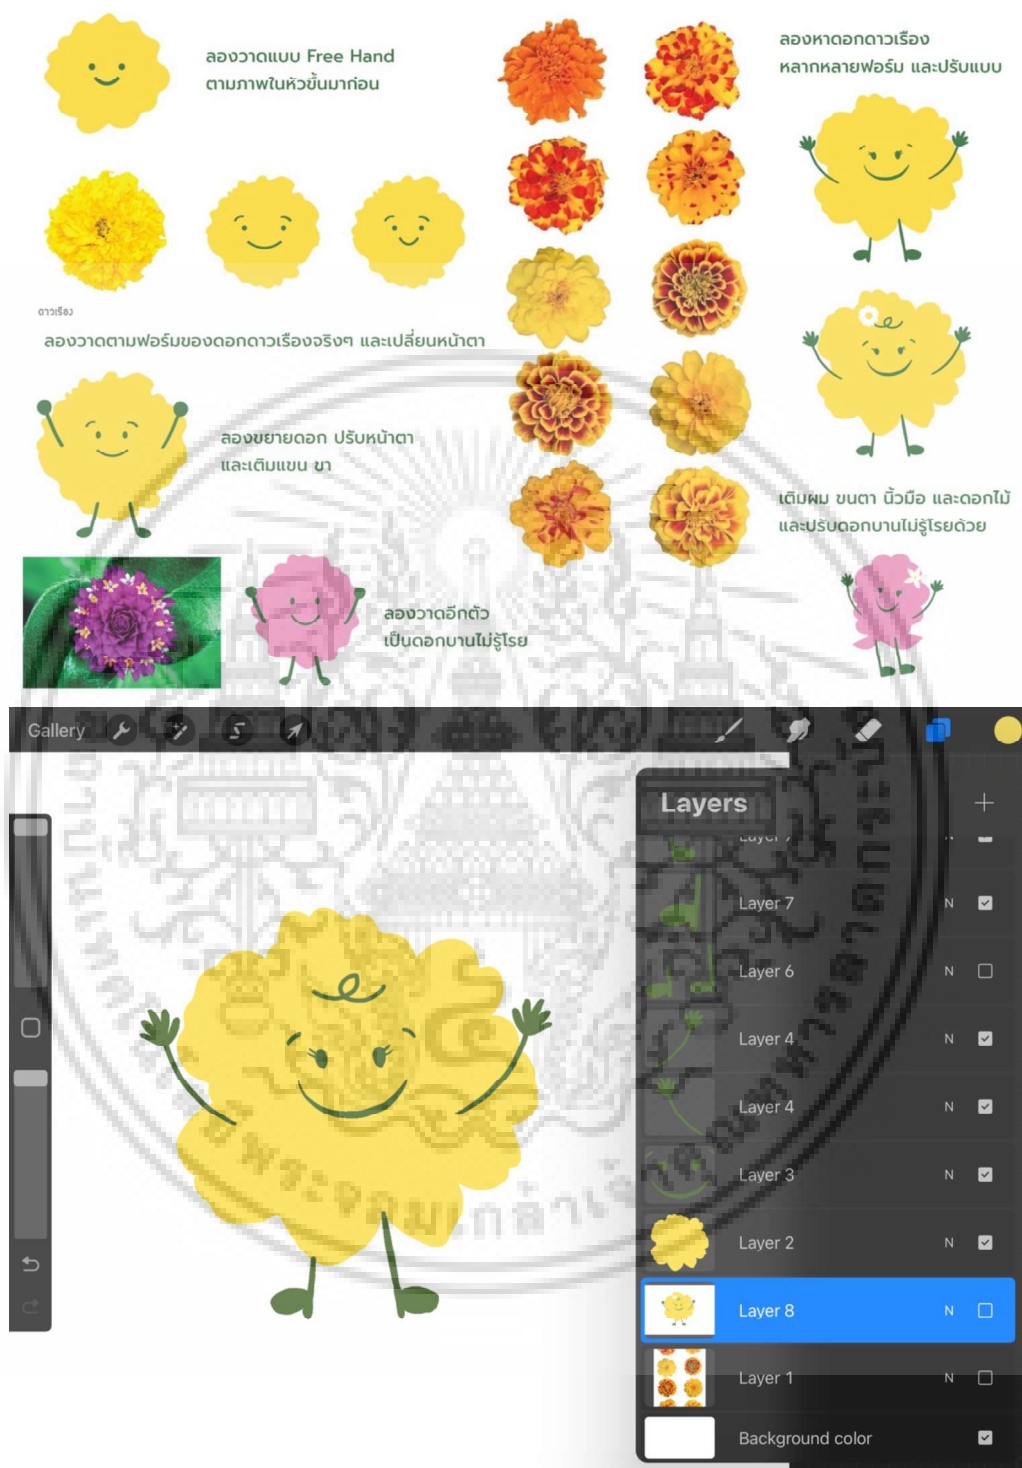 ลองวาดแบบ Free Hand
ตามภาพในหัวขึ้นมาก่อน
ลองหาดอกดาวเรือง
หลากหลายฟอร์ม และปรับแบบ
ดาวเรือง
ลองวาดตามฟอร์มของดอกดาวเรืองจริงๆ และเปลี่ยนหน้าตา
ลองขยายดอก ปรับหน้าตา
และเติมแขน ขา
เติมผม ขนตา นิ้วมือ และดอกไม้
และปรับดอกบานไม่รู้โรยด้วย
ลองวาดอีกตัว
เป็นดอกบานไม่รู้โรย
Gallery
Layers
Layer 7
N
Layer 6
N
Layer 4
N
Layer 4
N
Layer 3
N
Layer 2
N
Layer 8
N
Layer 1
N
Background color